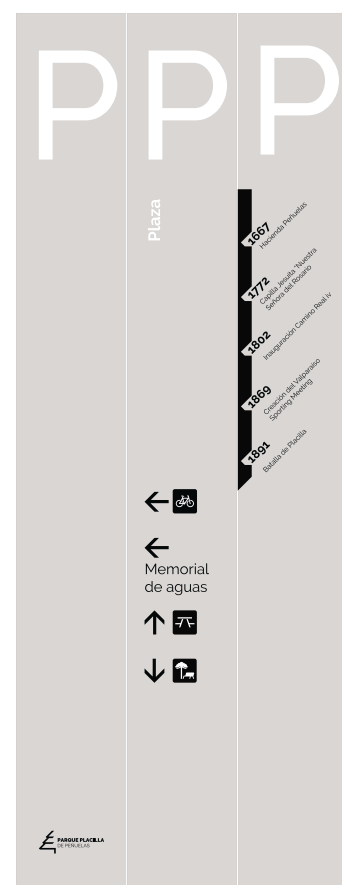 P
PARQUE PLACILLA
DE PEÑUELAS
P
Plaza
Memorial
de aguas
P
1667
Hacienda Peñuelas
1772
Capilla Jesuita "Nuestra
Señora del Rosario
1802
Inauguración Camino Real iv
1869
Creación del Valparaíso
Sporting Meeting
1891
Batalla de Placilla